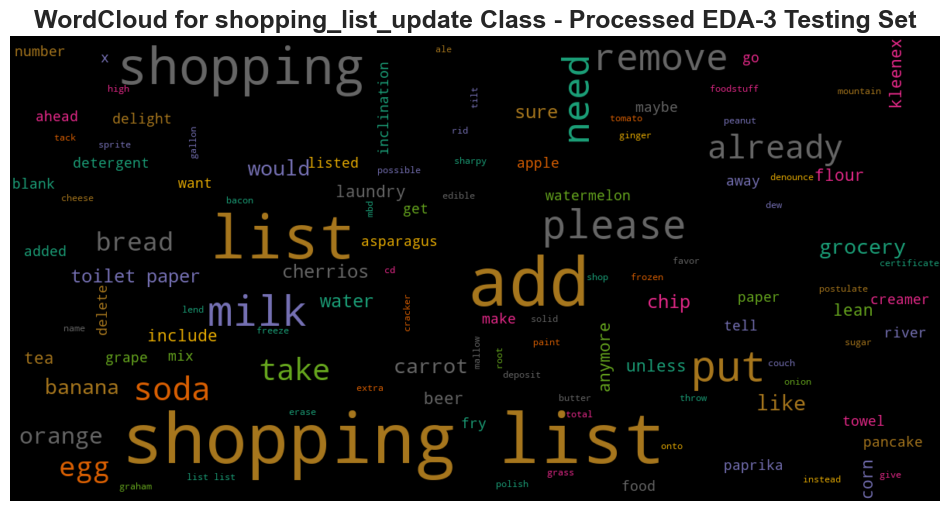 WordCloud for shopping_list_update Class - Processed EDA-3 Testing Set
number
x
shopping
ale
remove
go
kleenex
high
inclination
tilt
need
foodstuff
mountain
ahead
delight
sure
maybe
tack
sprite
gallon
rid
tomato
ginger
peanut
already
detergent
would
listed
possible
sharpy
apple
away
denounce
flour
blank
want
laundry
edible
watermelon
cheese
bacon
mbd
get
dew
added
bread
list
asparagus
please
grocery
certificate
toilet paper
cherrios
cd
add
shop
frozen
favor
postulate
delete
lend
milk
water
cracker
make
solid
chip
paper
lean
creamer
name
include
freeze
paint
tell
river
sugar
tea
grape
mix
take
carrot
mallow
root
deposit
anymore
unless
put
couch
onion
banana
soda
extra
beer
butter
throw
like
orange
erase
shopping list
fry
total
onto
towel
pancake
egg
list list
graham
polish
grass
food
paprika
instead
corn
give